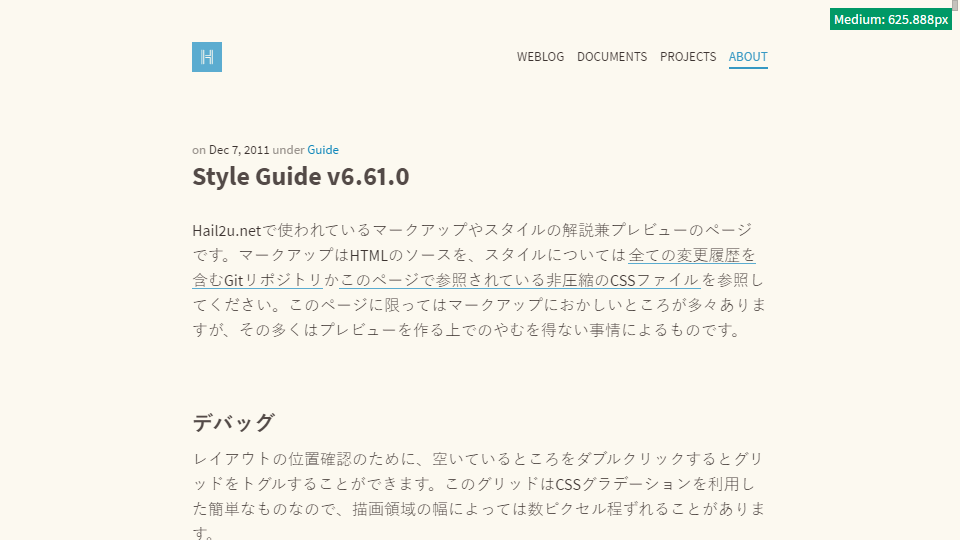 Medium: 625.888px
H
WEBLOG DOCUMENTS PROJECTS ABOUT
on Dec 7, 2011 under Guide
Style Guide v6.61.0
Hail2u.netで使われているマークアップやスタイルの解説兼プレビューのページ
です。マークアップはHTMLのソースを、スタイルについては全ての変更履歴を
含むGitリポジトリかこのページで参照されている非圧縮のCSSファイルを参照し
てください。このページに限ってはマークアップにおかしいところが多々ありま
すが、その多くはプレビューを作る上でのやむを得ない事情によるものです。
デバッグ
レイアウトの位置確認のために、空いているところをダブルクリックするとグリ
ッドをトグルすることができます。このグリッドはCSSグラデーションを利用し
た簡単なものなので、描画領域の幅によっては数ピクセル程ずれることがありま
す。